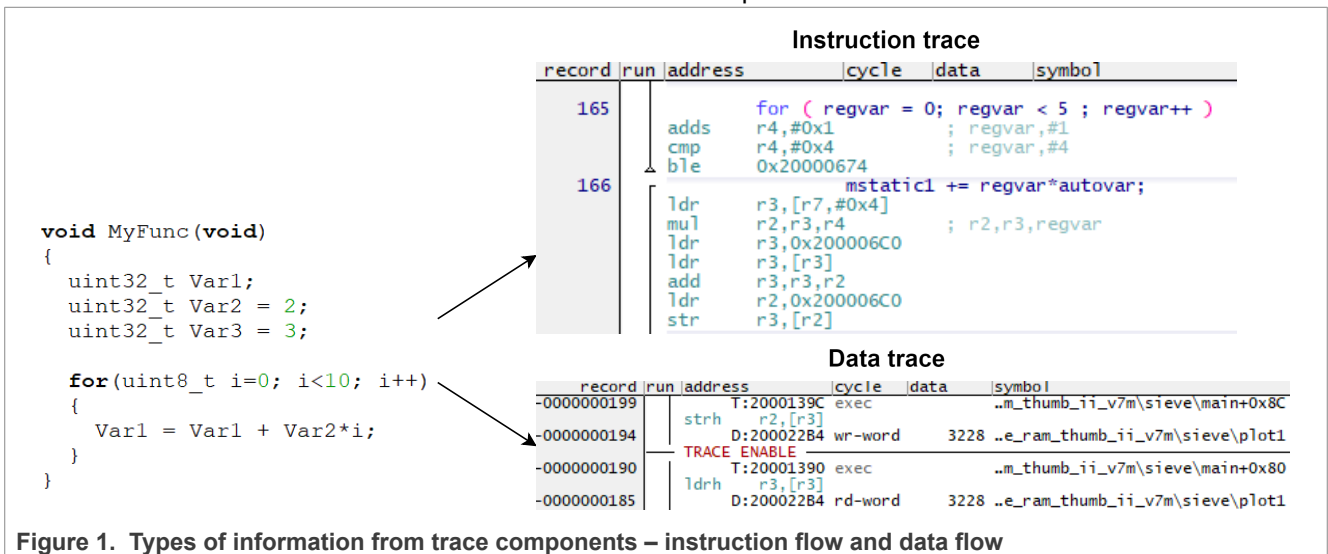 void MyFunc(void)
{
uint32_t Var1;
uint32_t Var2 = 2;
uint32_t Var3 = 3;
for(uint8_t i=0; i<10; i++)
{
Var1 = Var1 + Var2*i;
}
}
Instruction trace
record run address cycle data symbol
165 for ( regvar = 0; regvar < 5 ; regvar++ )
adds r4,#0x1 ; regvar,#1
cmp r4,#0x4 ; regvar,#4
ble 0x20000674
166 mstatic1 += regvar*autovar;
ldr r3,[r7,#0x4]
mul r2,r3,r4 ; r2,r3,regvar
ldr r3,0x200006C0
ldr r3,[r3]
add r3,r3,r2
ldr r2,0x200006C0
str r3,[r2]
Data trace
record run address cycle data symbol
-0000000199 T:2000139C exec ..m_thumb_ii_v7m\sieve\main+0x8C
strh r2,[r3]
-0000000194 D:200022B4 wr-word 3228 ..e_ram_thumb_ii_v7m\sieve\plot1
TRACE ENABLE
-0000000190 T:20001390 exec ..m_thumb_ii_v7m\sieve\main+0x80
ldrh r3,[r3]
-0000000185 D:200022B4 rd-word 3228 ..e_ram_thumb_ii_v7m\sieve\plot1
Figure 1. Types of information from trace components – instruction flow and data flow